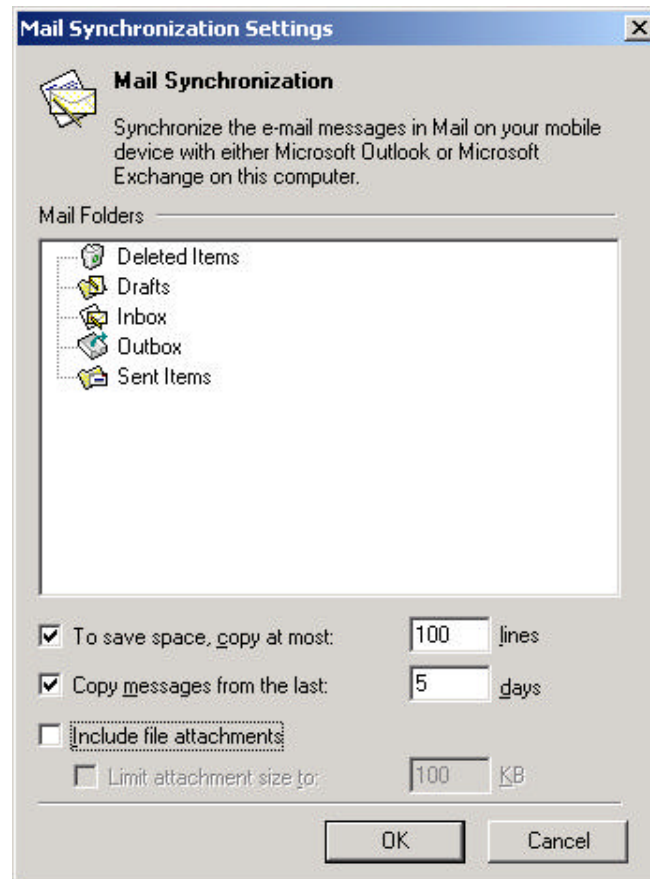 Mail Synchronization Settings
Mail Synchronization
Synchronize the e-mail messages in Mail on your mobile
device with either Microsoft Outlook or Microsoft
Exchange on this computer.
Mail Folders
Deleted Items
Drafts
Inbox
Outbox
Sent Items
To save space, copy at most: 100 lines
Copy messages from the last: 5 days
Include file attachments
Limit attachment size to: 100 KB
OK Cancel